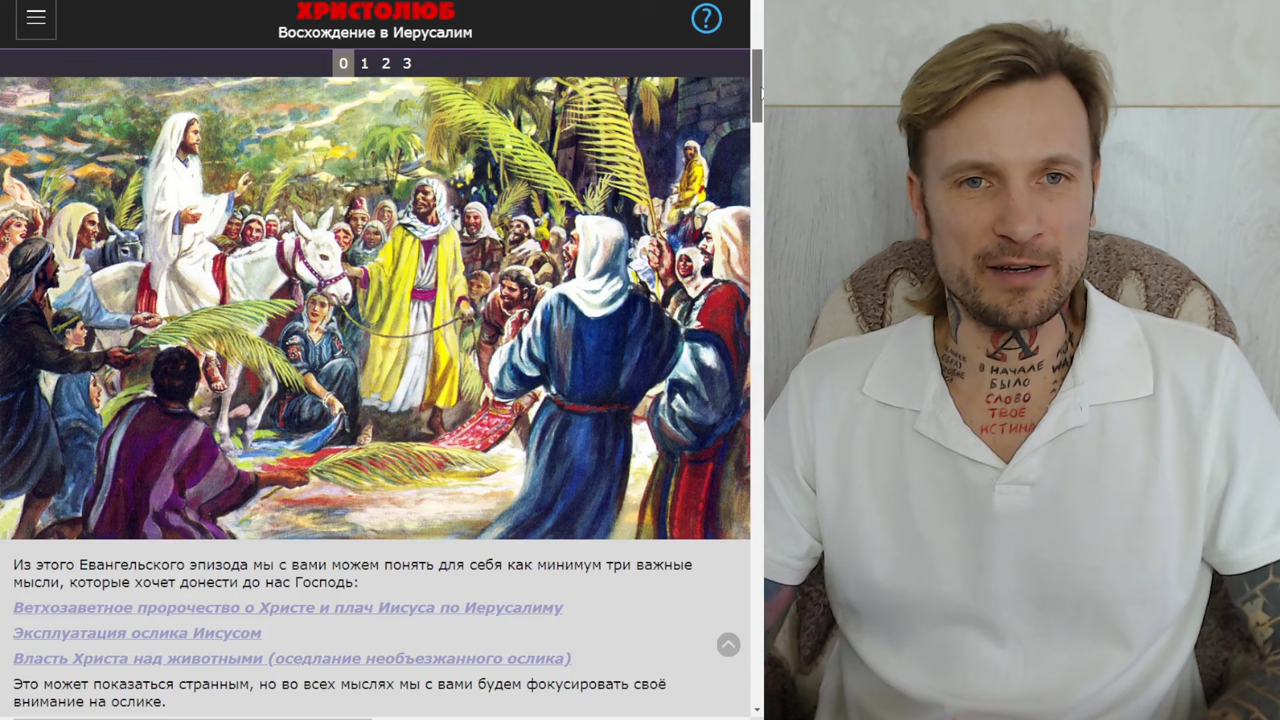 ХРИСТОЛЮБ
?
Восхождение в Иерусалим
0 1 2 3
Из этого Евангельского эпизода мы с вами можем понять для себя как минимум три важные
мысли, которые хочет донести до нас Господь:
Ветхозаветное пророчество о Христе и плач Иисуса по Иерусалиму
Эксплуатация ослика Иисусом
Власть Христа над животными (оседлание необъезжанного ослика)
Это может показаться странным, но во всех мыслях мы с вами будем фокусировать своё
внимание на ослике.
А
В НАЧАЛЕ
БЫЛО
СЛОВО
ТВОЕ
ИСТИНА